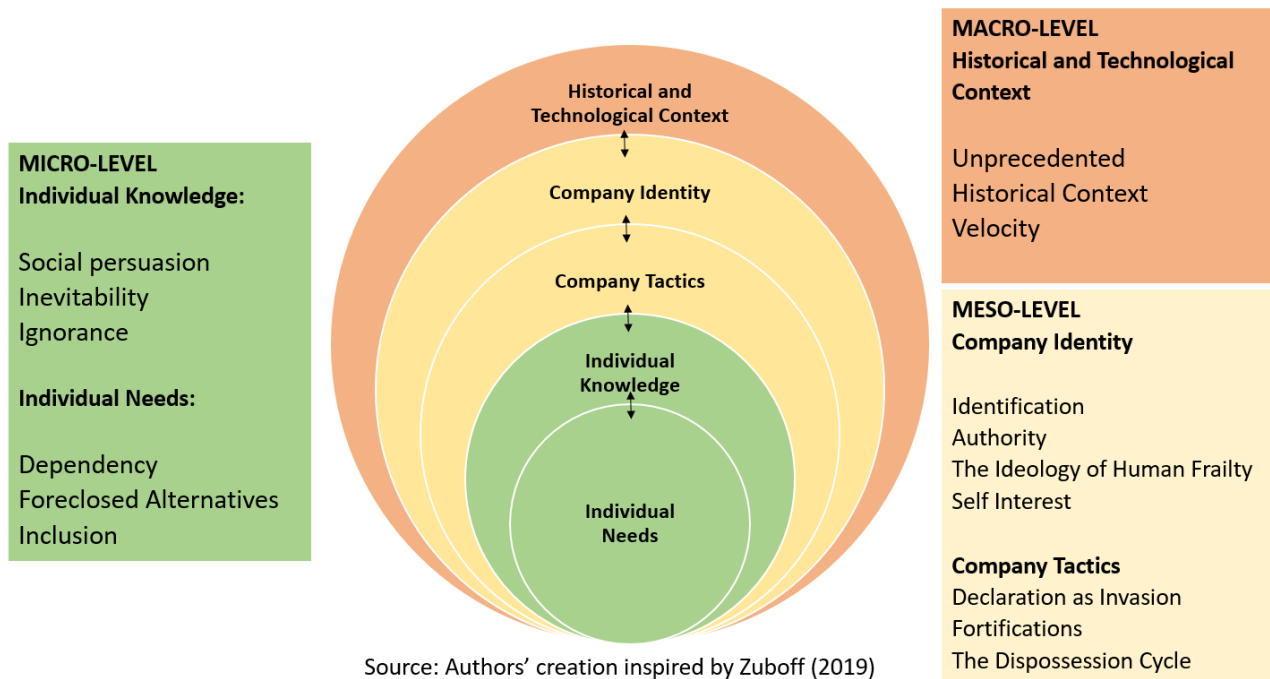 MICRO-LEVEL
Individual Knowledge:
Social persuasion
Inevitability
Ignorance
Individual Needs:
Dependency
Foreclosed Alternatives
Inclusion
Historical and
Technological Context
Company Identity
Company Tactics
Individual
Knowledge
Individual
Needs
MACRO-LEVEL
Historical and Technological
Context
Unprecedented
Historical Context
Velocity
MESO-LEVEL
Company Identity
Identification
Authority
The Ideology of Human Frailty
Self Interest
Company Tactics
Declaration as Invasion
Fortifications
The Dispossession Cycle
Source: Authors’ creation inspired by Zuboff (2019)